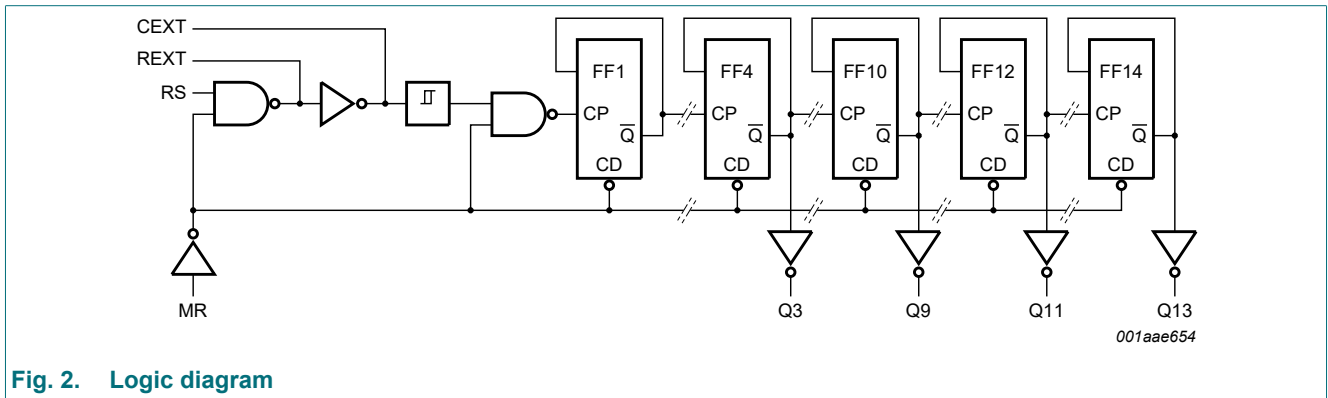 CEXT
REXT
RS
FF1 FF4 FF10 FF12 FF14
CP CP CP CP CP
Q Q Q Q Q
CD CD CD CD CD
MR Q3 Q9 Q11 Q13
001aae654
Fig. 2. Logic diagram